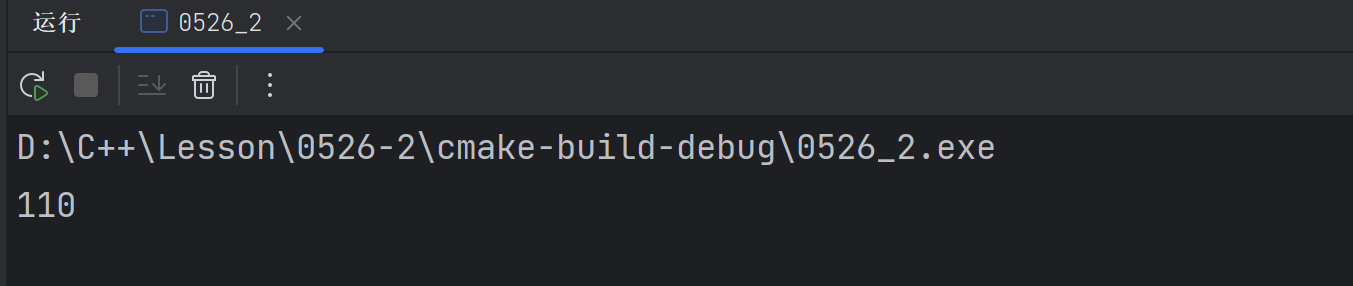 运行 0526_2
D:\C++\Lesson\0526-2\cmake-build-debug\0526_2.exe
110